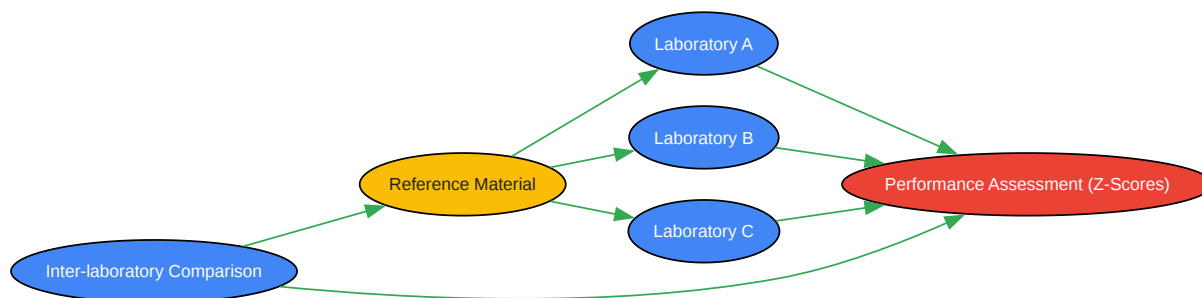 Laboratory A
Laboratory B
Reference Material
Performance Assessment (Z-Scores)
Laboratory C
Inter-laboratory Comparison